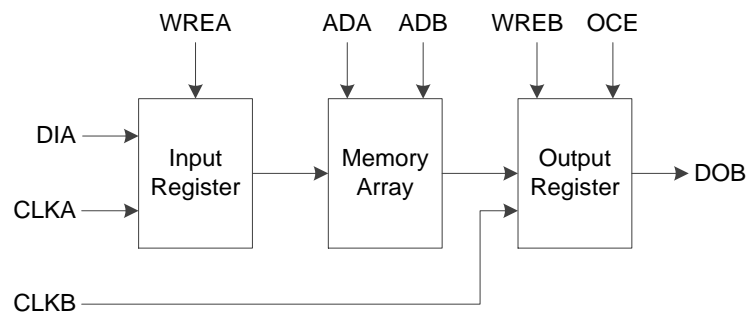 WREA ADA ADB WREB OCE
DIA
Input
Register
Memory
Array
Output
Register
DOB
CLKA
CLKB